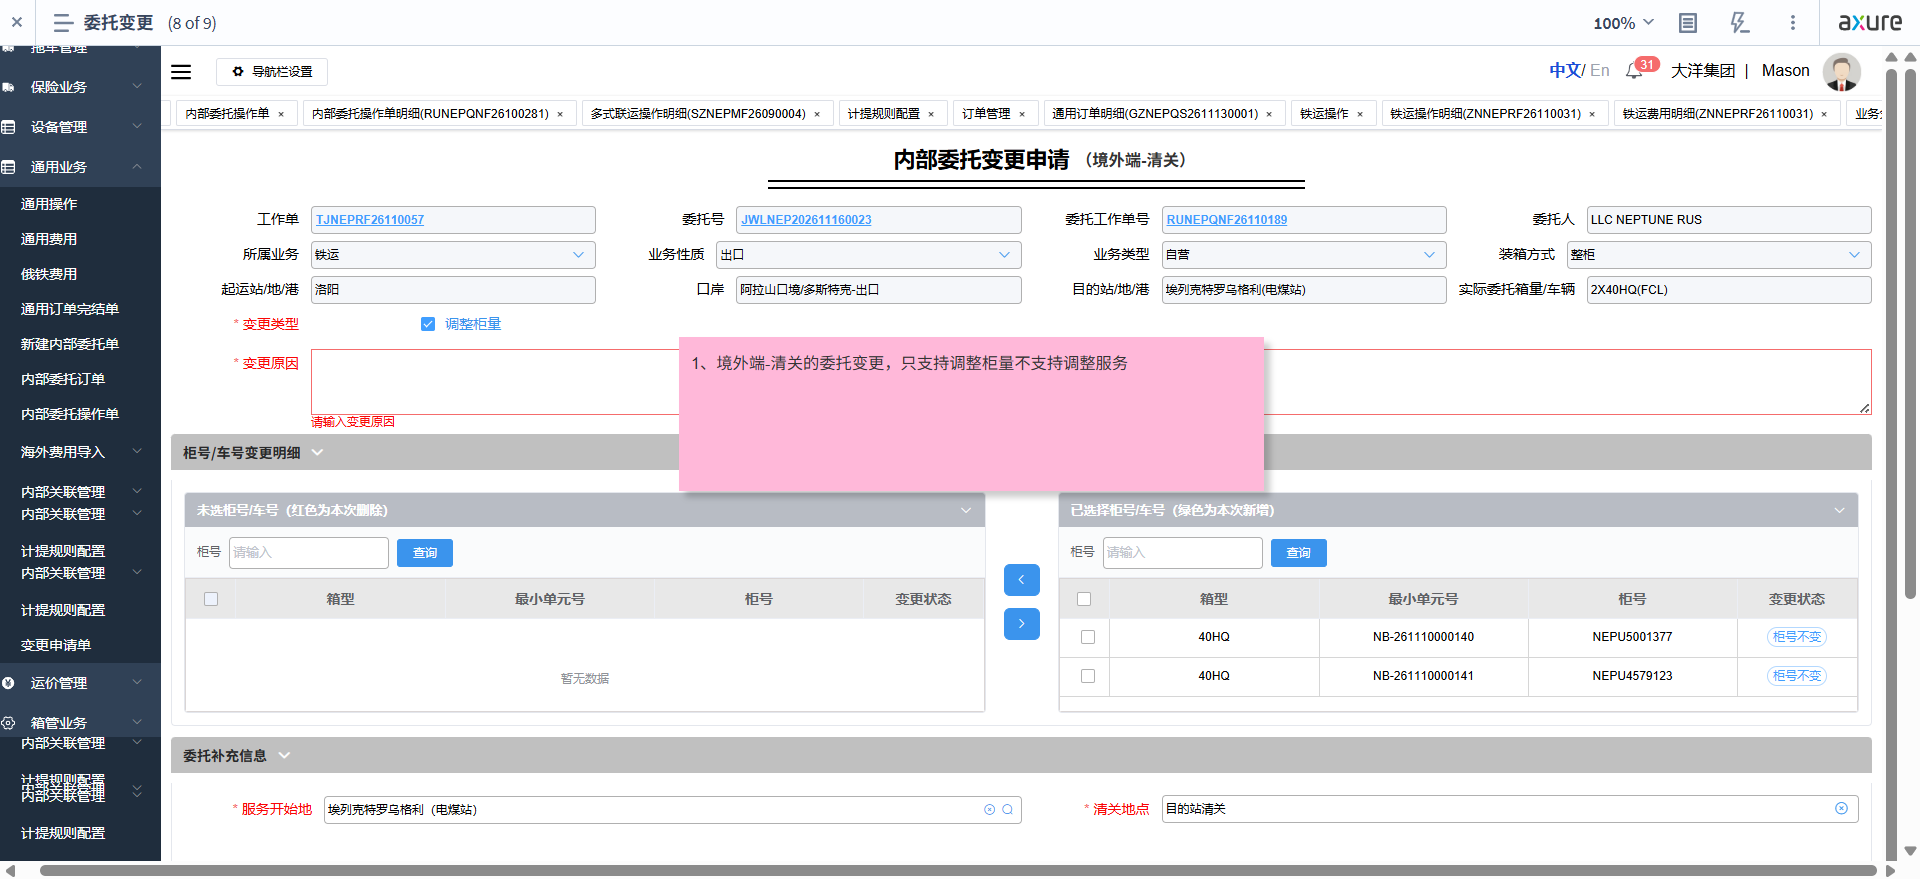 委托变更 (8 of 9)
100%
axure
拖车管理
保险业务
设备管理
通用业务
通用操作
通用费用
俄铁费用
通用订单完结单
新建内部委托单
内部委托订单
内部委托操作单
海外费用导入
内部关联管理
内部关联管理
计提规则配置
内部关联管理
计提规则配置
变更申请单
运价管理
箱管业务
内部关联管理
计提规则配置
内部关联管理
内部关联管理
计提规则配置
导航栏设置
中文/ En
31
大洋集团 | Mason
内部委托操作单 ×
内部委托操作单明细(RUNEPQNF26100281) ×
多式联运操作明细(SZNEPMF26090004) ×
计提规则配置 ×
订单管理 ×
通用订单明细(GZNEPQS2611130001) ×
铁运操作 ×
铁运操作明细(ZNNEPRF26110031) ×
铁运费用明细(ZNNEPRF26110031) ×
业务
内部委托变更申请 （境外端-清关）
工作单 TJNEPRF26110057
委托号 JWLNEP202611160023
委托工作单号 RUNEPQNF26110189
委托人 LLC NEPTUNE RUS
所属业务 铁运
业务性质 出口
业务类型 自营
装箱方式 整柜
起运站/地/港 洛阳
口岸 阿拉山口境/多斯特克-出口
目的站/地/港 埃列克特罗乌格利(电煤站)
实际委托箱量/车辆 2X40HQ(FCL)
* 变更类型 调整柜量
* 变更原因
请输入变更原因
1、境外端-清关的委托变更，只支持调整柜量不支持调整服务
柜号/车号变更明细
未选柜号/车号（红色为本次删除）
柜号 请输入 查询
箱型 最小单元号 柜号 变更状态
暂无数据
已选择柜号/车号（绿色为本次新增）
柜号 请输入 查询
箱型 最小单元号 柜号 变更状态
40HQ NB-261110000140 NEPU5001377 柜号不变
40HQ NB-261110000141 NEPU4579123 柜号不变
委托补充信息
* 服务开始地 埃列克特罗乌格利（电煤站）
* 清关地点 目的站清关